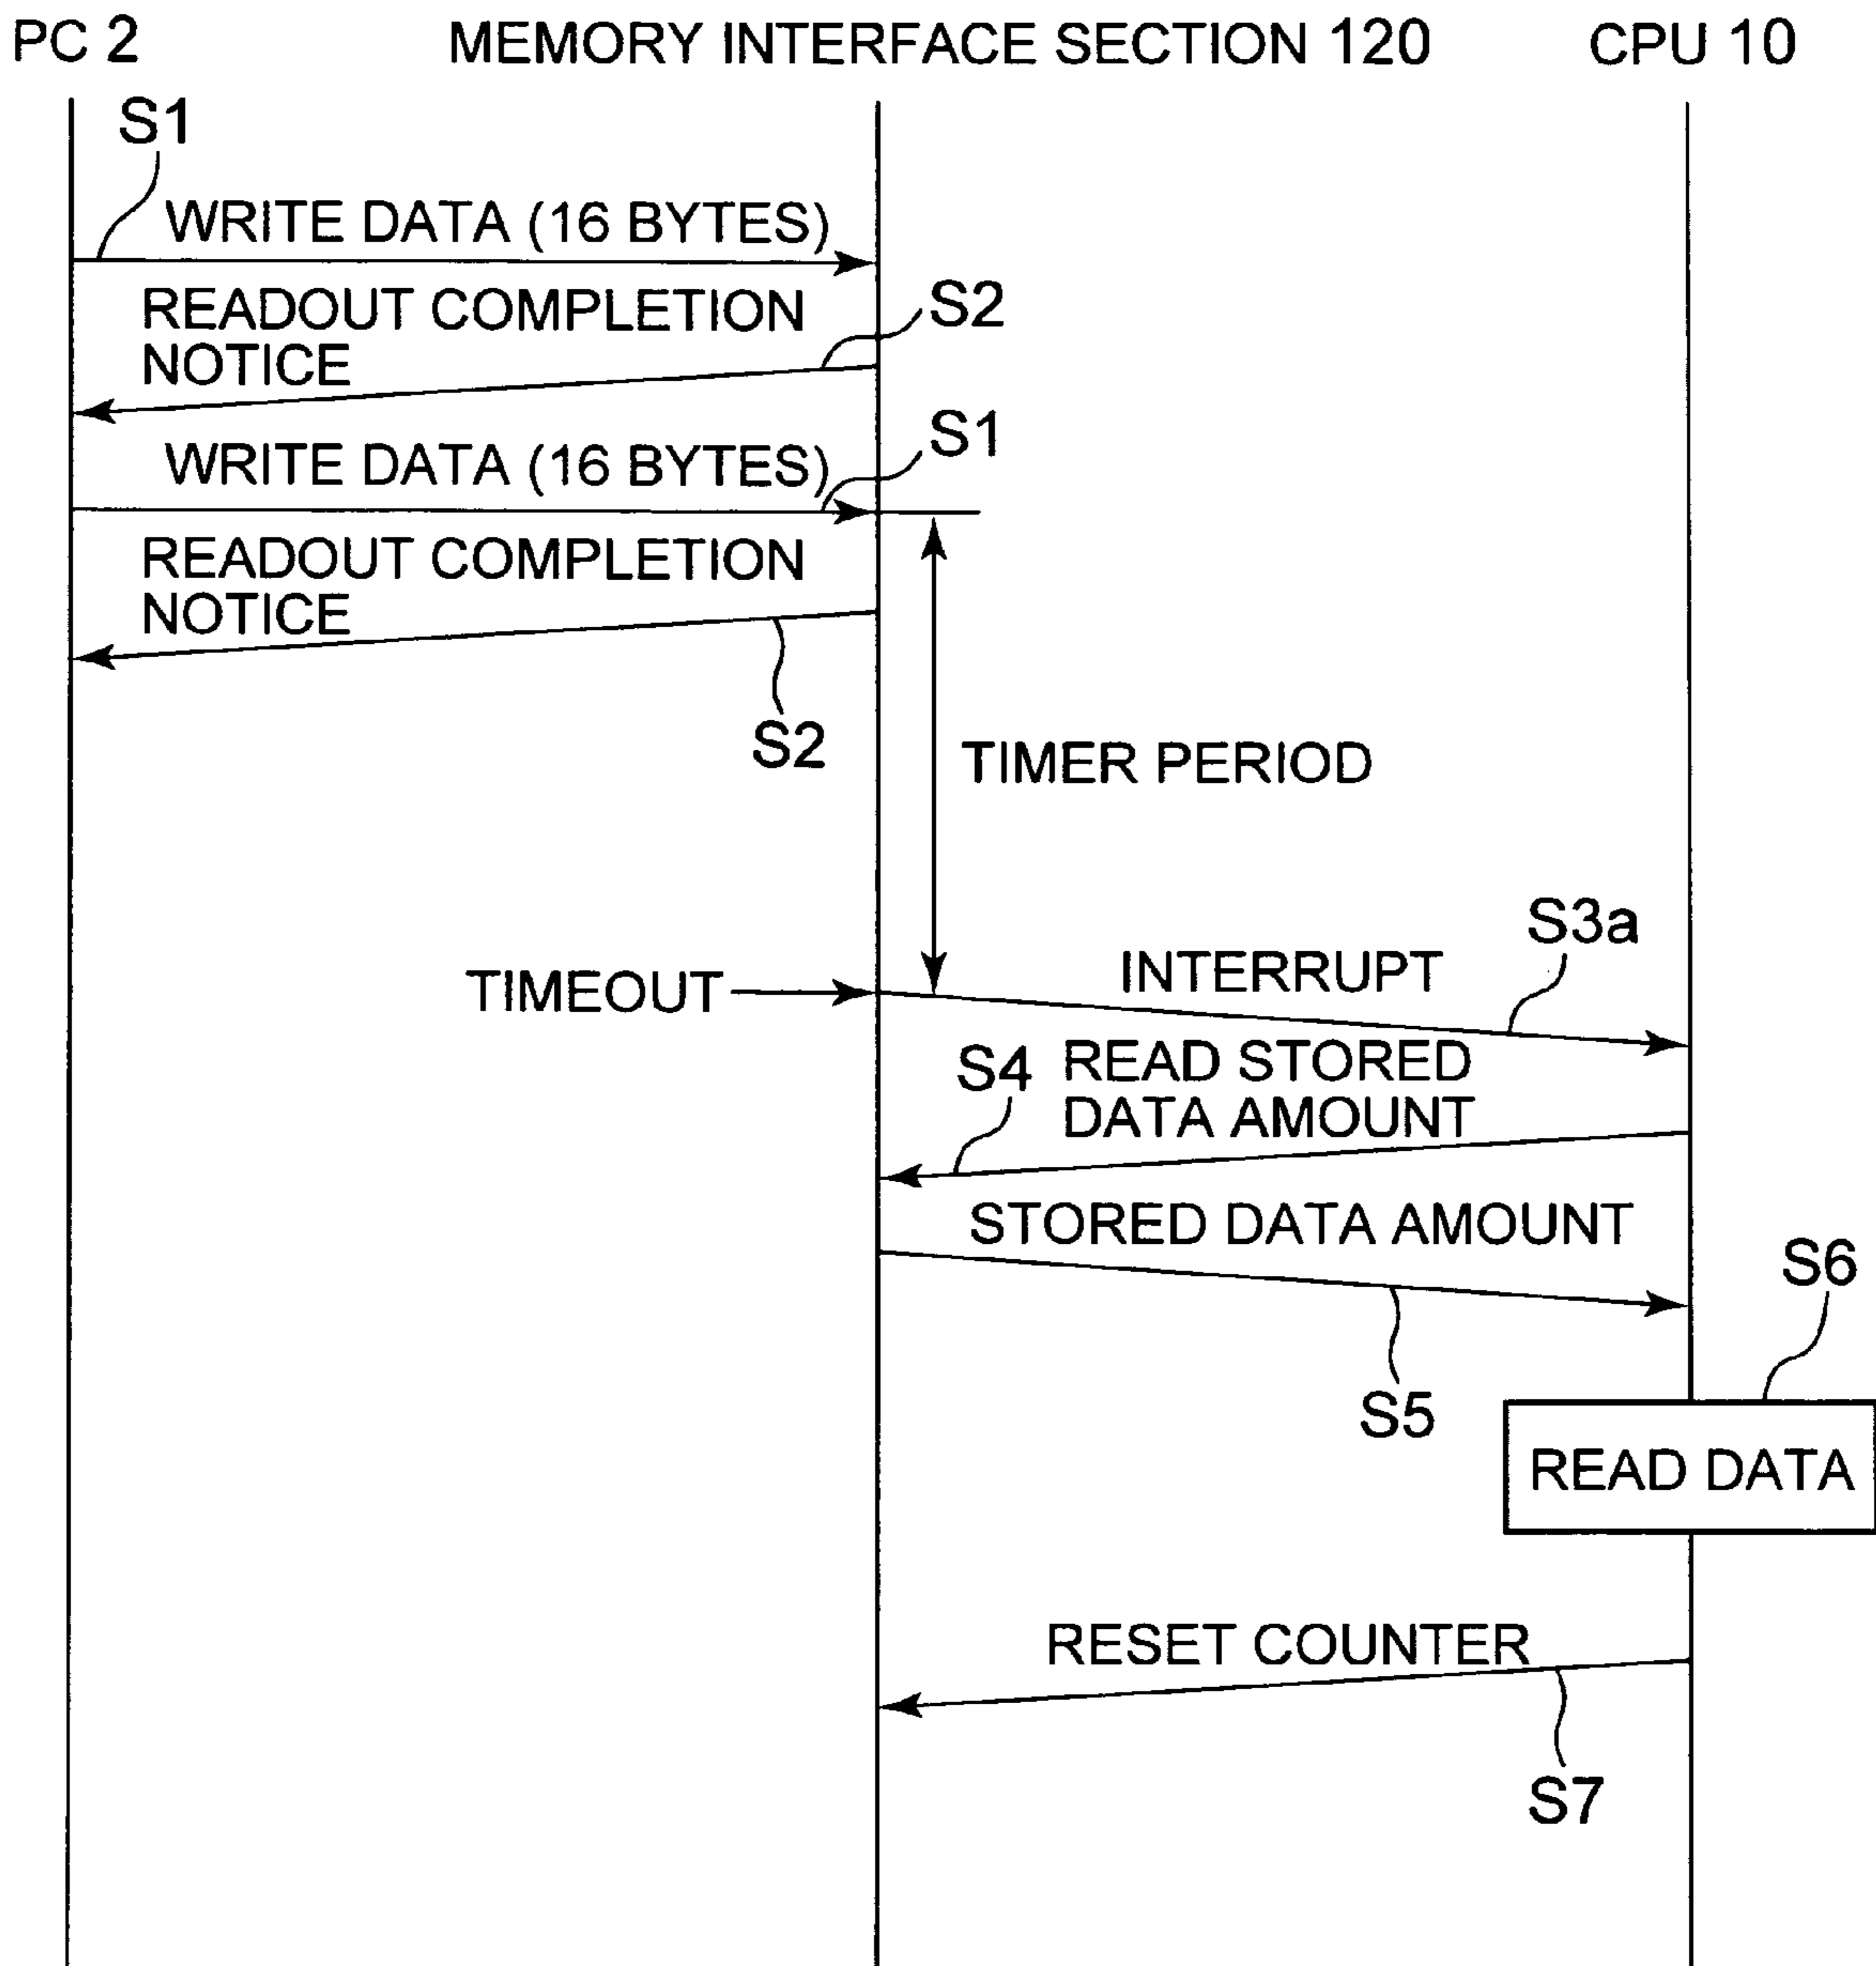 PC 2 MEMORY INTERFACE SECTION 120 CPU 10
S1
WRITE DATA (16 BYTES)
READOUT COMPLETION
NOTICE
S2
WRITE DATA (16 BYTES)
S1
READOUT COMPLETION
NOTICE
S2
TIMER PERIOD
TIMEOUT
INTERRUPT
S3a
S4
READ STORED
DATA AMOUNT
STORED DATA AMOUNT
S5
S6
READ DATA
RESET COUNTER
S7